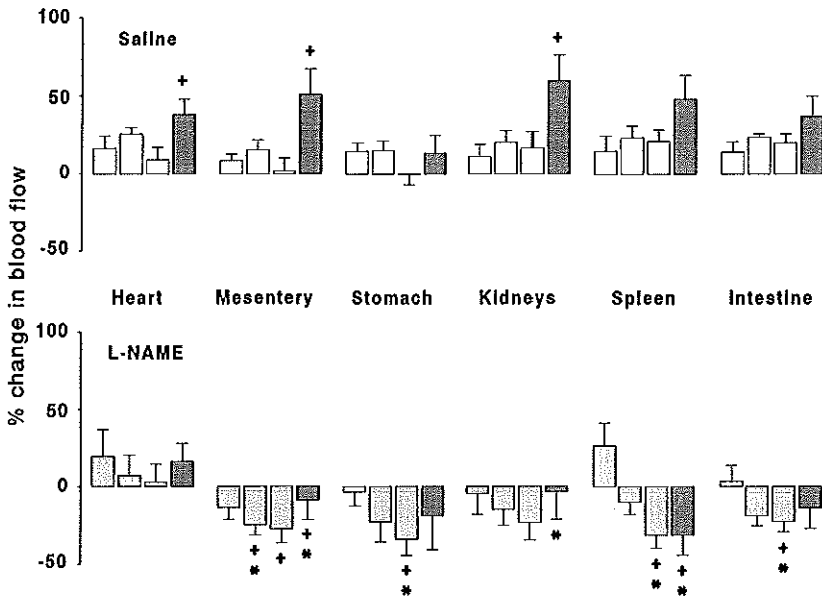 100
Saline
+
+
+
50
0
-50
% change in blood flow
Heart Mesentery Stomach Kidneys Spleen Intestine
100
L-NAME
50
0
-50
+ + + * + + +
* * * * * *